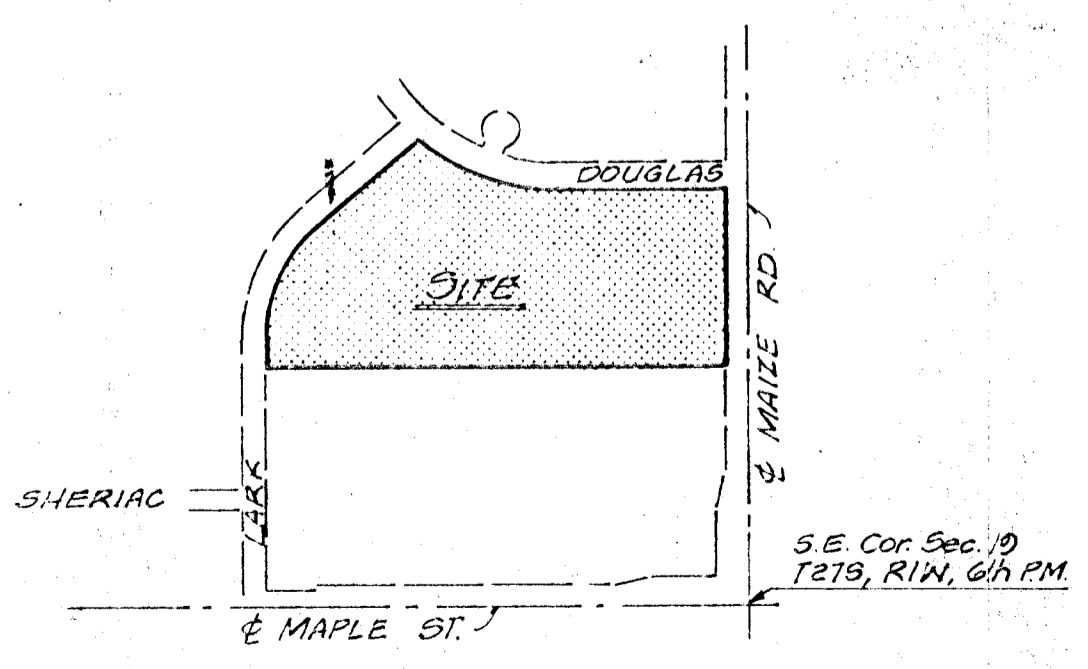 DOUGLAS
SITE
℄ MAIZE RD.
LARK
SHERIAC
S.E. Cor. Sec. 19
T27S, R1W, 6th P.M.
℄ MAPLE ST.